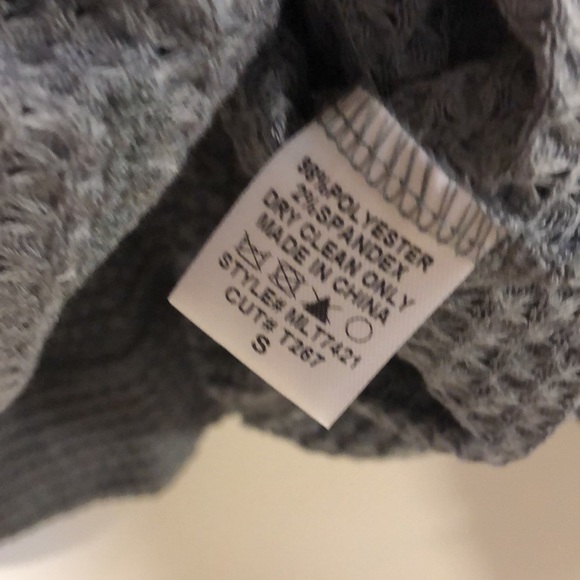 98%POLYESTER
2%SPANDEX
DRY CLEAN ONLY
MADE IN CHINA
STYLE# MLT7421
CUT# T267
S